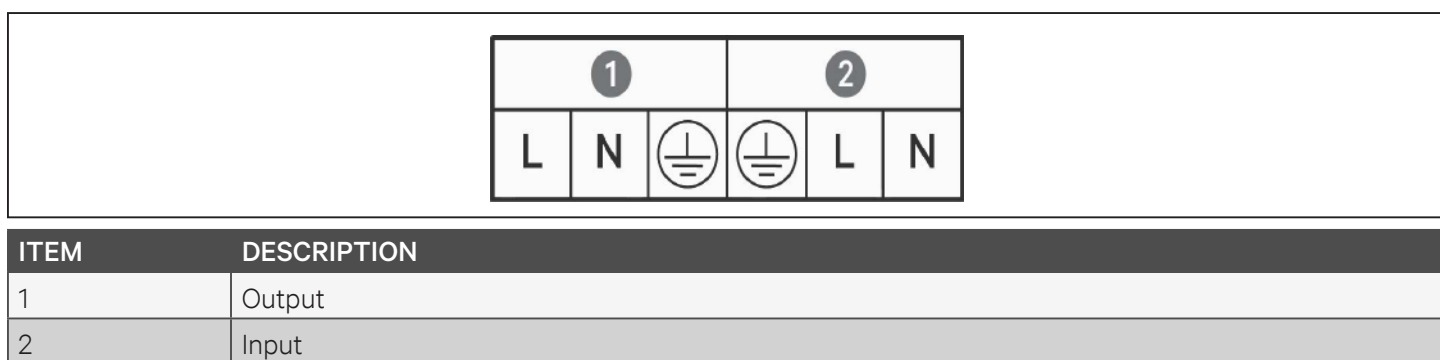 1 2
L N L N
ITEM DESCRIPTION
1 Output
2 Input